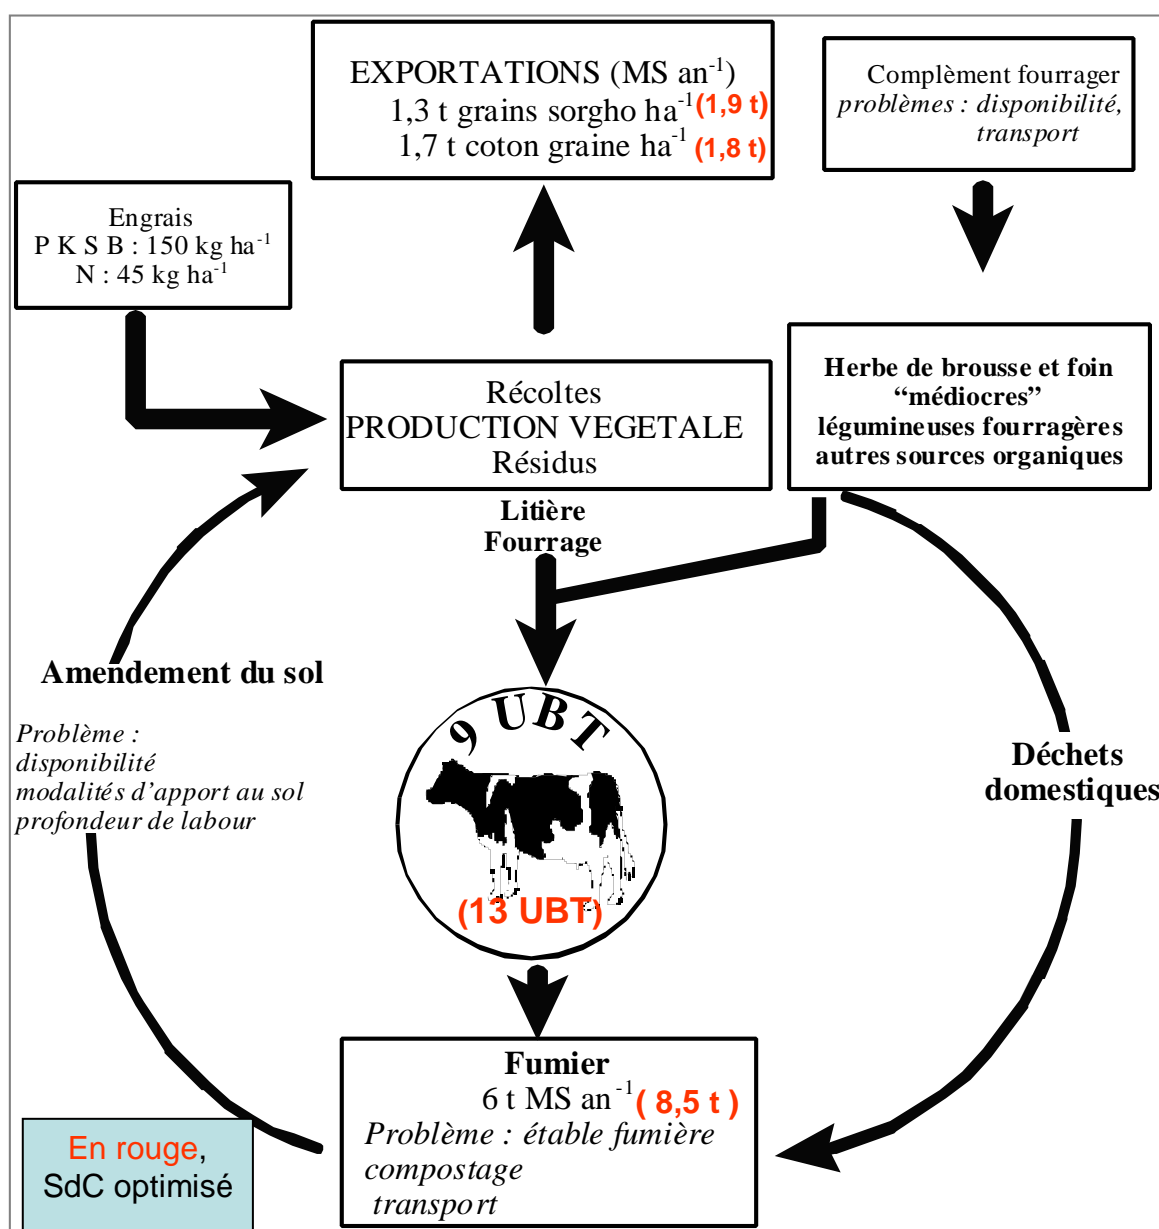 EXPORTATIONS (MS an⁻¹)
1,3 t grains sorgho ha⁻¹ (1,9 t)
1,7 t coton graine ha⁻¹ (1,8 t)
Complèment fourrager
problèmes : disponibilité,
transport
Engrais
P K S B : 150 kg ha⁻¹
N : 45 kg ha⁻¹
Récoltes
PRODUCTION VEGETALE
Résidus
Herbe de brousse et foin
“médiocres”
légumineuses fourragères
autres sources organiques
Litière
Fourrage
Amendement du sol
Problème :
disponibilité
modalités d’apport au sol
profondeur de labour
9 UBT
(13 UBT)
Déchets
domestiques
Fumier
6 t MS an⁻¹ ( 8,5 t )
Problème : étable fumière
compostage
transport
En rouge,
SdC optimisé